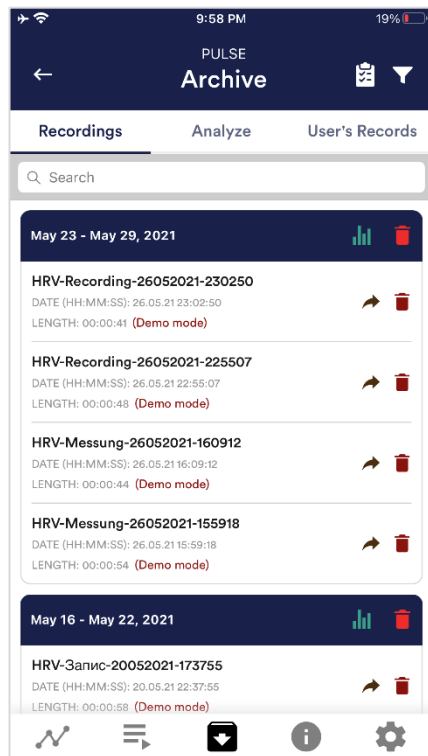 9:58 PM
19%
PULSE
Archive
Recordings
Analyze
User's Records
Search
May 23 - May 29, 2021
HRV-Recording-26052021-230250
DATE (HH:MM:SS): 26.05.21 23:02:50
LENGTH: 00:00:41 (Demo mode)
HRV-Recording-26052021-225507
DATE (HH:MM:SS): 26.05.21 22:55:07
LENGTH: 00:00:48 (Demo mode)
HRV-Messung-26052021-160912
DATE (HH:MM:SS): 26.05.21 16:09:12
LENGTH: 00:00:44 (Demo mode)
HRV-Messung-26052021-155918
DATE (HH:MM:SS): 26.05.21 15:59:18
LENGTH: 00:00:54 (Demo mode)
May 16 - May 22, 2021
HRV-Запис-20052021-173755
DATE (HH:MM:SS): 20.05.21 22:37:55
LENGTH: 00:00:58 (Demo mode)